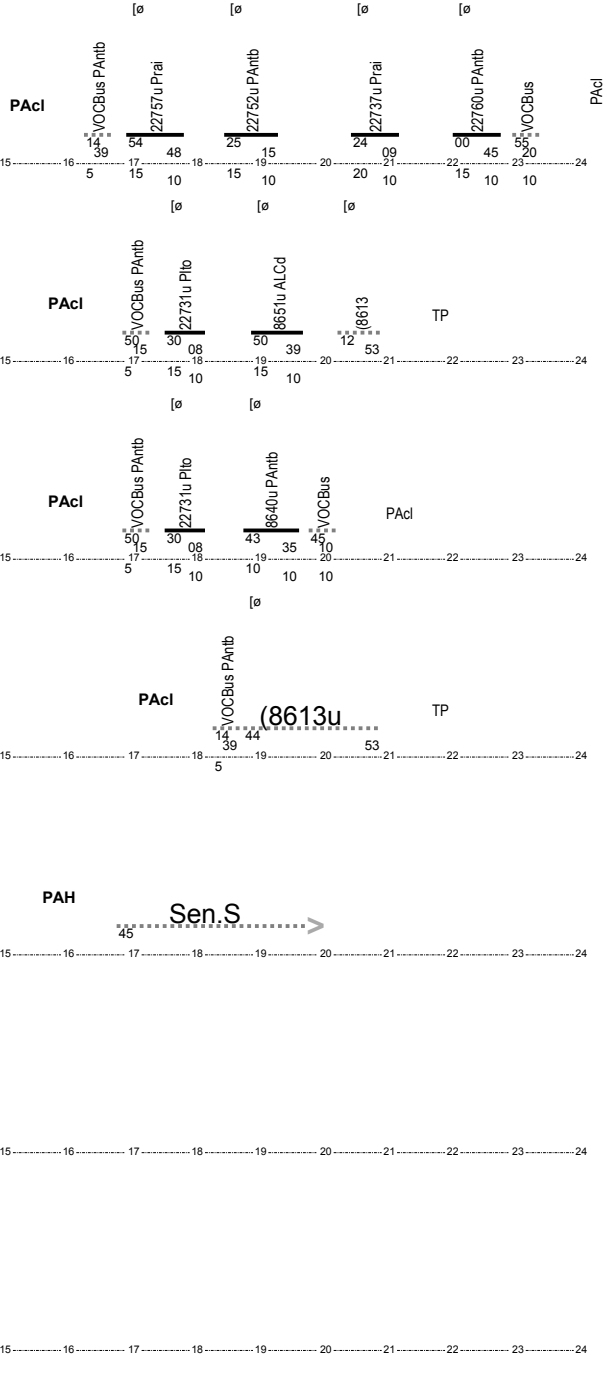 [ø [ø [ø [ø
PAcl VOCBus PAntb 22757u Prai 22752u PAntb 22737u Prai 22760u PAntb VOCBus PAcl
14 54 25 24 00 55
39 48 15 09 45 20
15 16 17 18 19 20 21 22 23 24
5 15 10 15 10 20 10 15 10 10
[ø [ø [ø
PAcl VOCBus PAntb 22731u Plto 8651u ALCd (8613 TP
50 30 50 12
15 08 39 53
15 16 17 18 19 20 21 22 23 24
5 15 10 15 10
[ø [ø
PAcl VOCBus PAntb 22731u Plto 8640u PAntb VOCBus PAcl
50 30 43 45
15 08 35 10
15 16 17 18 19 20 21 22 23 24
5 15 10 10 10 10
[ø
PAcl VOCBus PAntb (8613u TP
14 44
39 53
15 16 17 18 19 20 21 22 23 24
5
PAH Sen.S >
45
15 16 17 18 19 20 21 22 23 24
15 16 17 18 19 20 21 22 23 24
15 16 17 18 19 20 21 22 23 24